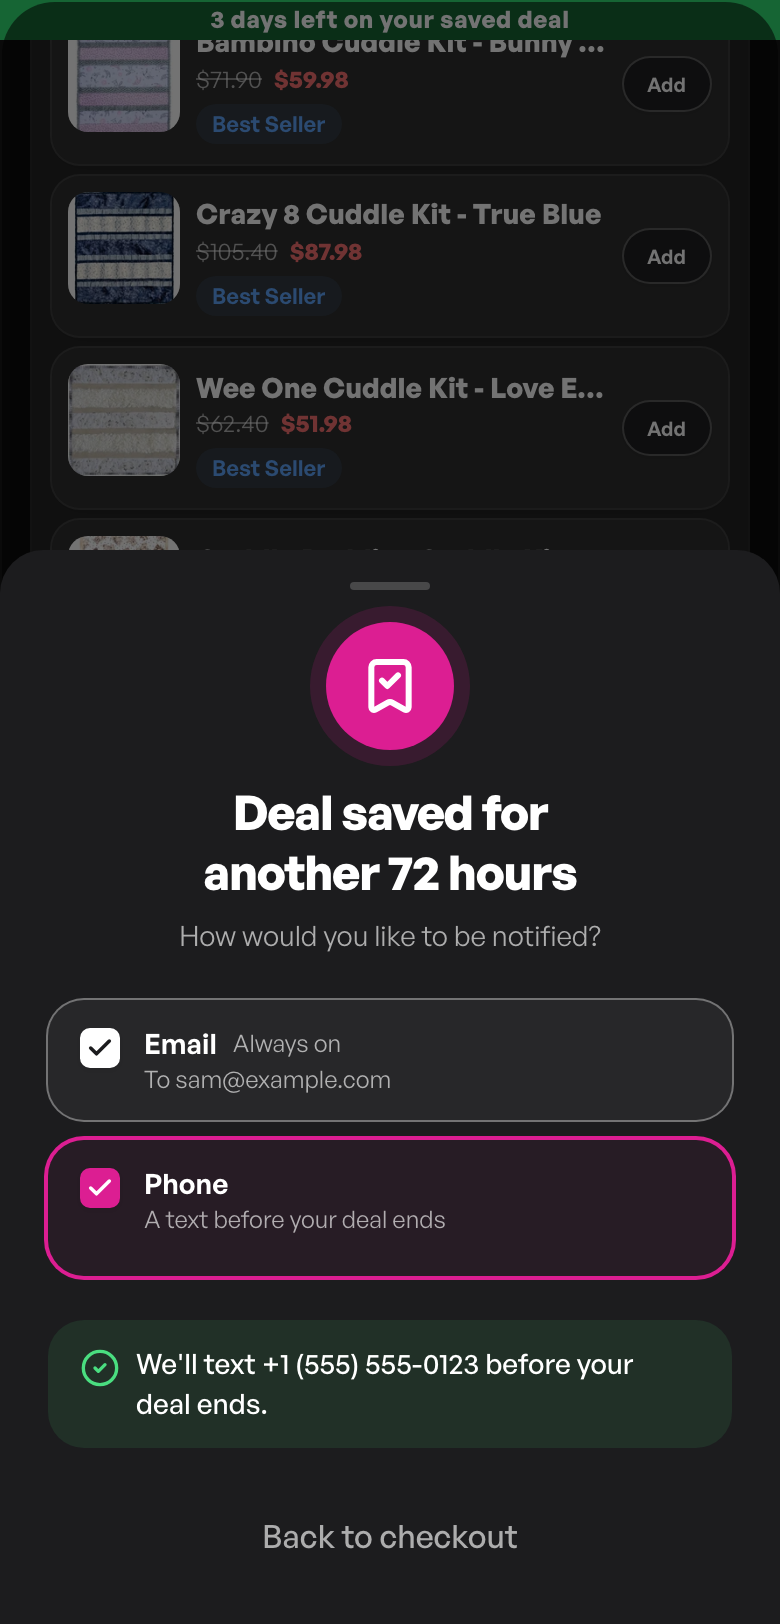 3 days left on your saved deal
Bambino Cuddle Kit - Bunny ...
$71.90 $59.98
Add
Best Seller
Crazy 8 Cuddle Kit - True Blue
$105.40 $87.98
Add
Best Seller
Wee One Cuddle Kit - Love E...
$62.40 $51.98
Add
Best Seller
Deal saved for
another 72 hours
How would you like to be notified?
Email Always on
To sam@example.com
Phone
A text before your deal ends
We'll text +1 (555) 555-0123 before your
deal ends.
Back to checkout